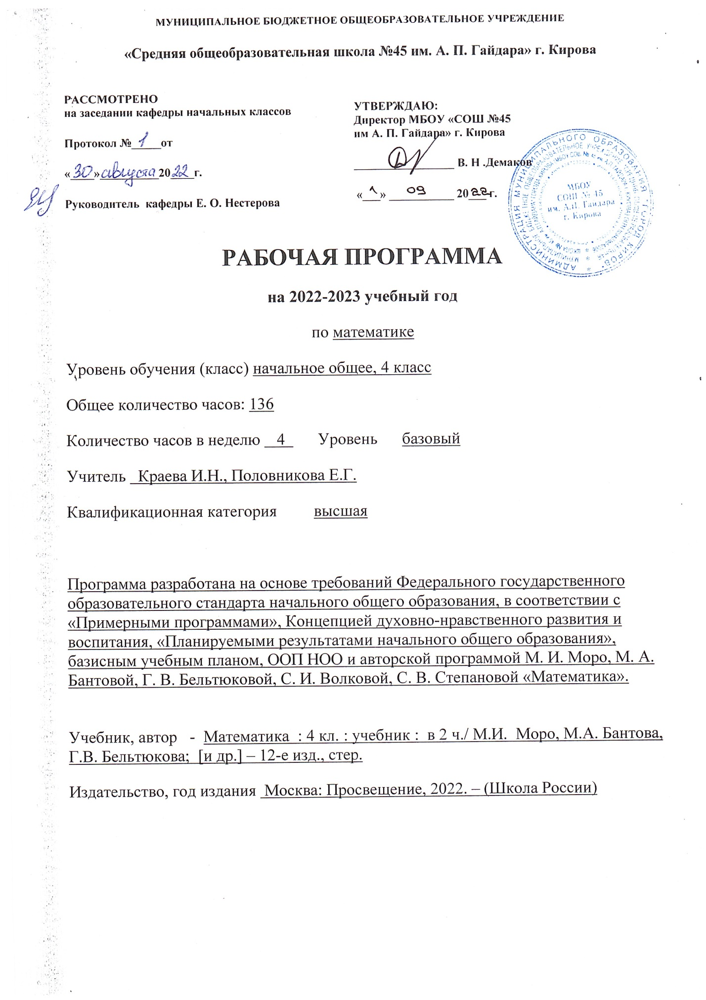 МУНИЦИПАЛЬНОЕ БЮДЖЕТНОЕ ОБЩЕОБРАЗОВАТЕЛЬНОЕ УЧРЕЖДЕНИЕ
«Средняя общеобразовательная школа №45 им. А. П. Гайдара» г. Кирова
РАССМОТРЕНО
на заседании кафедры начальных классов
Протокол № 1 от
«30» августа 2022 г.
Руководитель кафедры Е. О. Нестерова
УТВЕРЖДАЮ:
Директор МБОУ «СОШ №45
им А. П. Гайдара» г. Кирова
В. Н .Демаков
«1» 09 2022 г.
АДМИНИСТРАЦИЯ МУНИЦИПАЛЬНОГО ОБРАЗОВАНИЯ "ГОРОД КИРОВ"
МБОУ
СОШ № 45
им. А.П. Гайдара
г. Кирова
РАБОЧАЯ ПРОГРАММА
на 2022-2023 учебный год
по математике
Уровень обучения (класс) начальное общее, 4 класс
Общее количество часов: 136
Количество часов в неделю 4 Уровень базовый
Учитель Краева И.Н., Половникова Е.Г.
Квалификационная категория высшая
Программа разработана на основе требований Федерального государственного
образовательного стандарта начального общего образования, в соответствии с
«Примерными программами», Концепцией духовно-нравственного развития и
воспитания, «Планируемыми результатами начального общего образования»,
базисным учебным планом, ООП НОО и авторской программой М. И. Моро, М. А.
Бантовой, Г. В. Бельтюковой, С. И. Волковой, С. В. Степановой «Математика».
Учебник, автор - Математика : 4 кл. : учебник : в 2 ч./ М.И. Моро, М.А. Бантова,
Г.В. Бельтюкова; [и др.] – 12-е изд., стер.
Издательство, год издания Москва: Просвещение, 2022. – (Школа России)